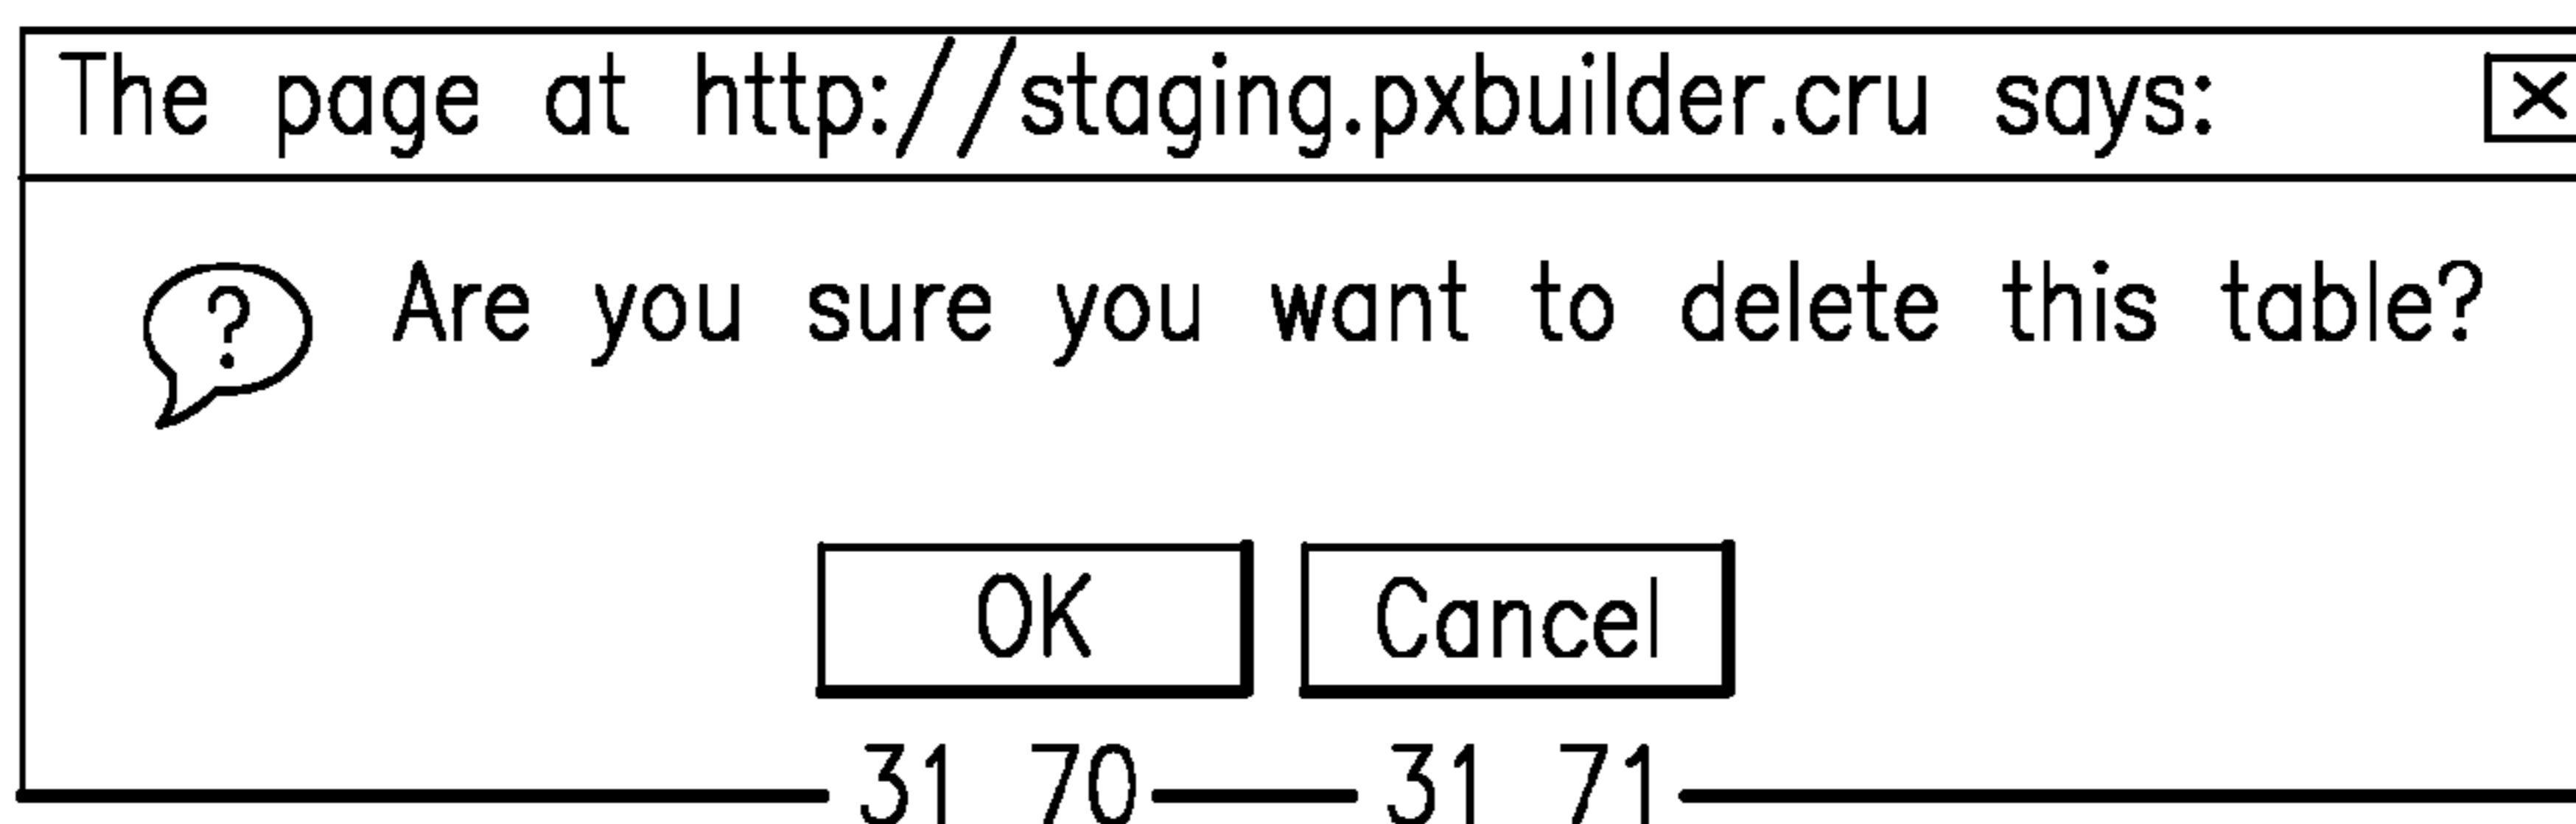 The page at http://staging.pxbuilder.cru says:
Are you sure you want to delete this table?
OK Cancel
31 70 31 71